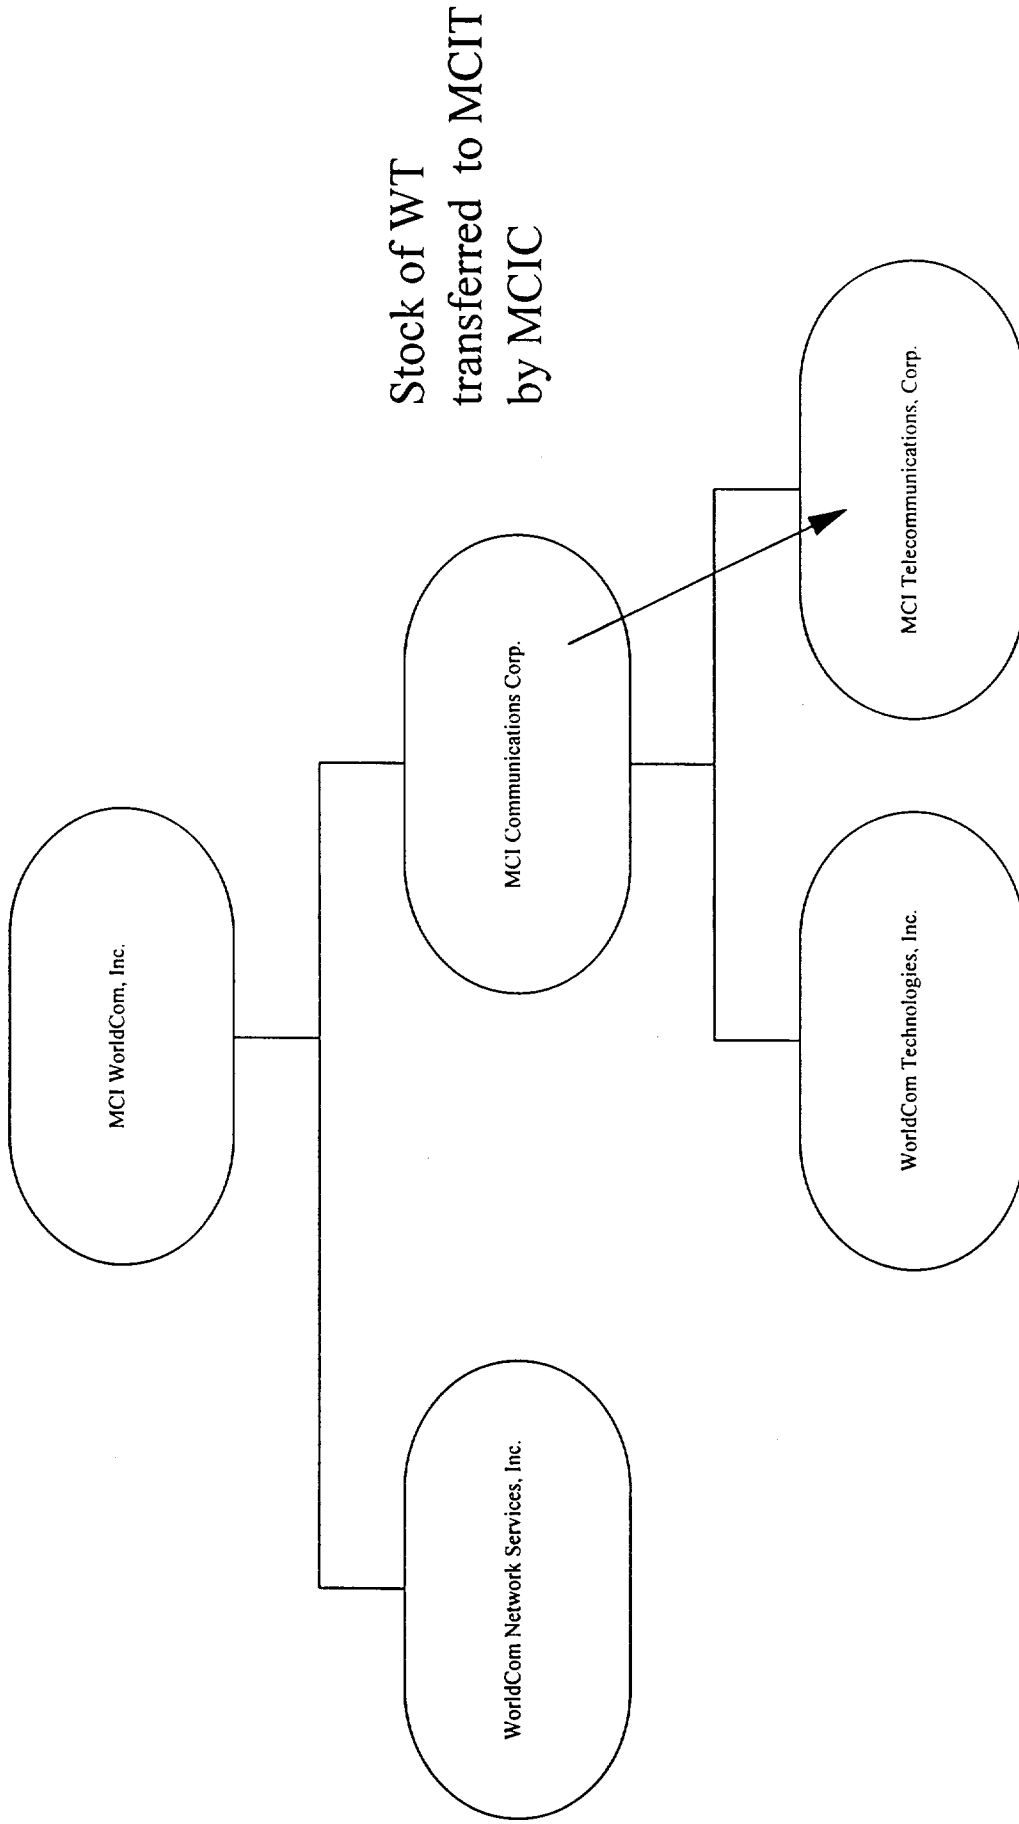 MCI WorldCom, Inc.
Stock of WT
transferred to MCIT
by MCIC
WorldCom Network Services, Inc.
MCI Communications Corp.
WorldCom Technologies, Inc.
MCI Telecommunications, Corp.